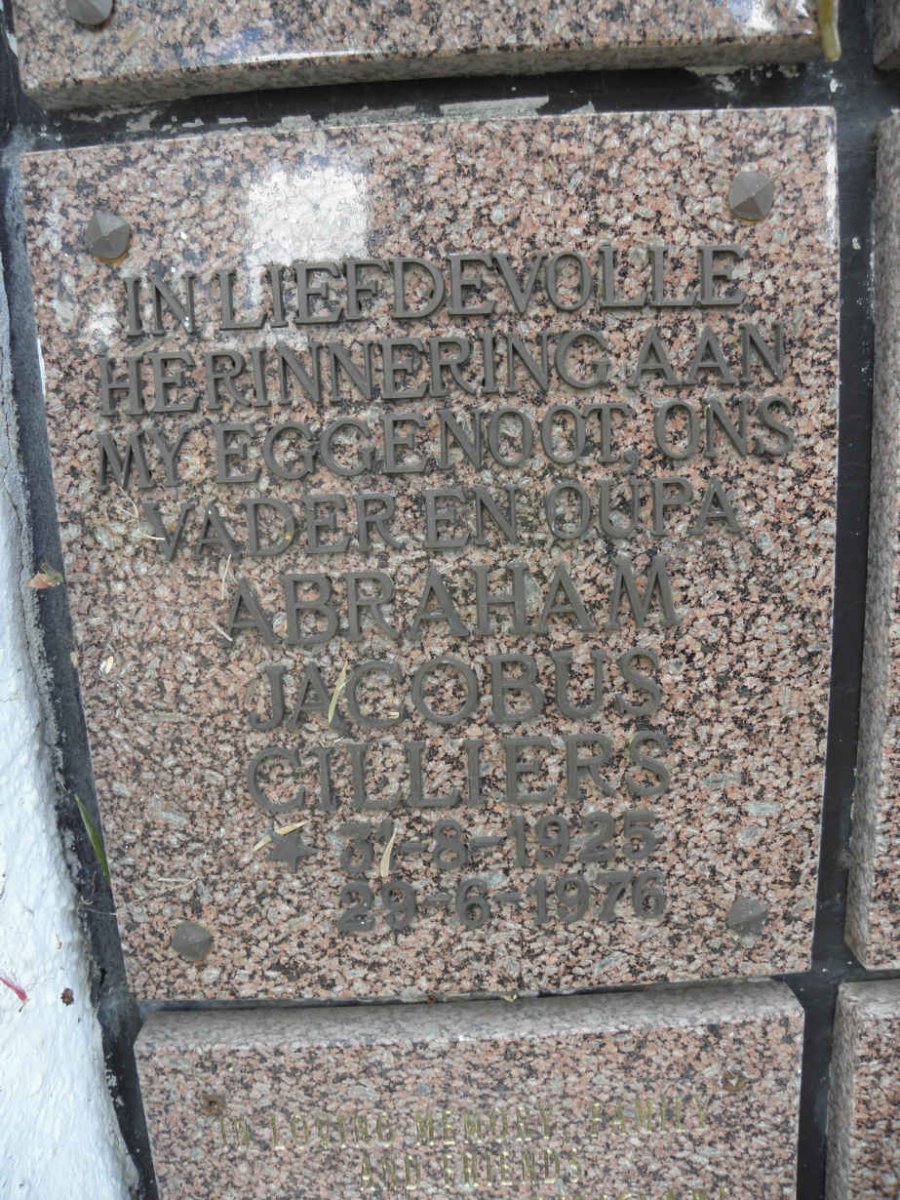 IN LIEFDEVOLLE
HERINNERING AAN
MY EGGENOOT, ONS
VADER EN OUPA
ABRAHAM
JACOBUS
CILLIERS
★ 31-8-1925
29-6-1976
IN LOVING MEMORY FAMILY
AND FRIENDS